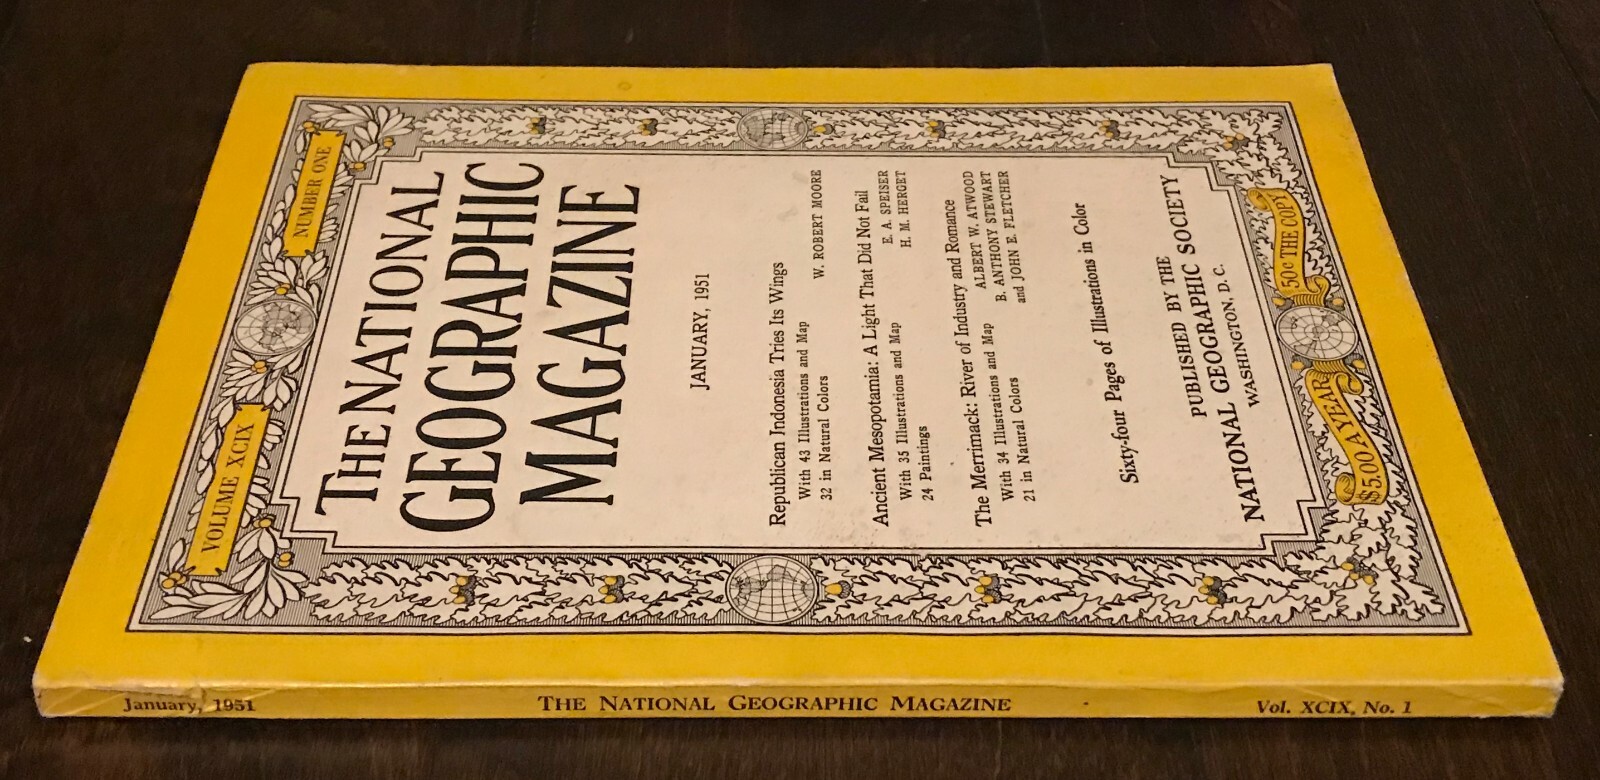 VOLUME XCIX
NUMBER ONE
THE NATIONAL
GEOGRAPHIC
MAGAZINE
JANUARY, 1951
Republican Indonesia Tries Its Wings
With 43 Illustrations and Map
32 in Natural Colors
W. ROBERT MOORE
Ancient Mesopotamia: A Light That Did Not Fail
With 35 Illustrations and Map
24 Paintings
E. A. SPEISER
H. M. HERGET
The Merrimack: River of Industry and Romance
With 34 Illustrations and Map
21 in Natural Colors
ALBERT W. ATWOOD
B. ANTHONY STEWART
and JOHN E. FLETCHER
Sixty-four Pages of Illustrations in Color
PUBLISHED BY THE
NATIONAL GEOGRAPHIC SOCIETY
WASHINGTON, D. C.
$5.00 A YEAR
50c THE COPY
January, 1951
THE NATIONAL GEOGRAPHIC MAGAZINE
Vol. XCIX, No. 1